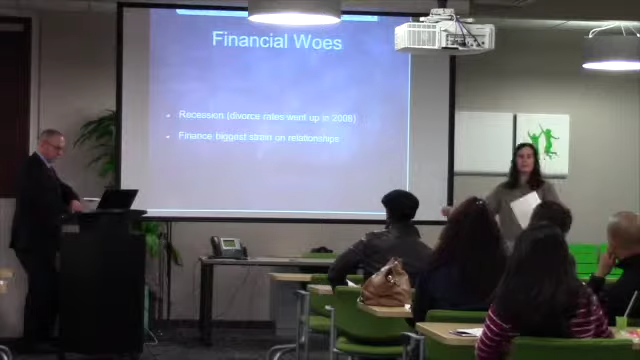 Financial Woes
Recession (divorce rates went up in 2008)
Finance biggest strain on relationships